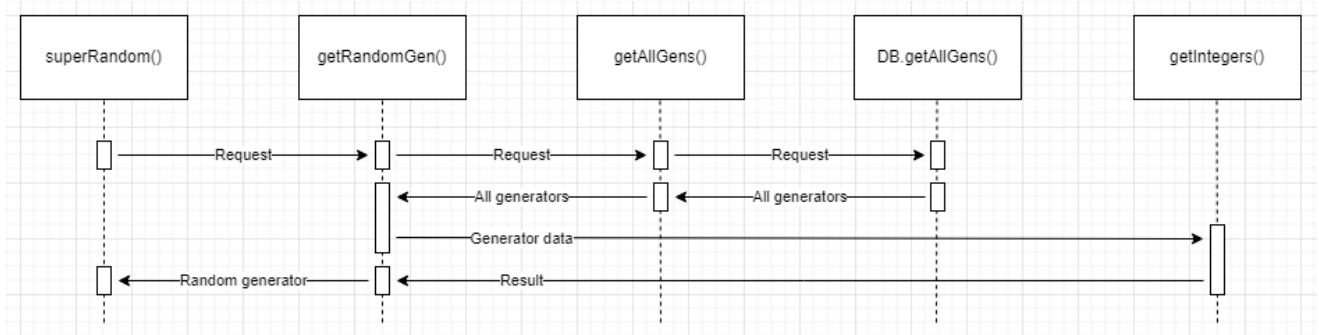 superRandom()
getRandomGen()
getAllGens()
DB.getAllGens()
getIntegers()
Request
Request
Request
All generators
All generators
Generator data
Random generator
Result